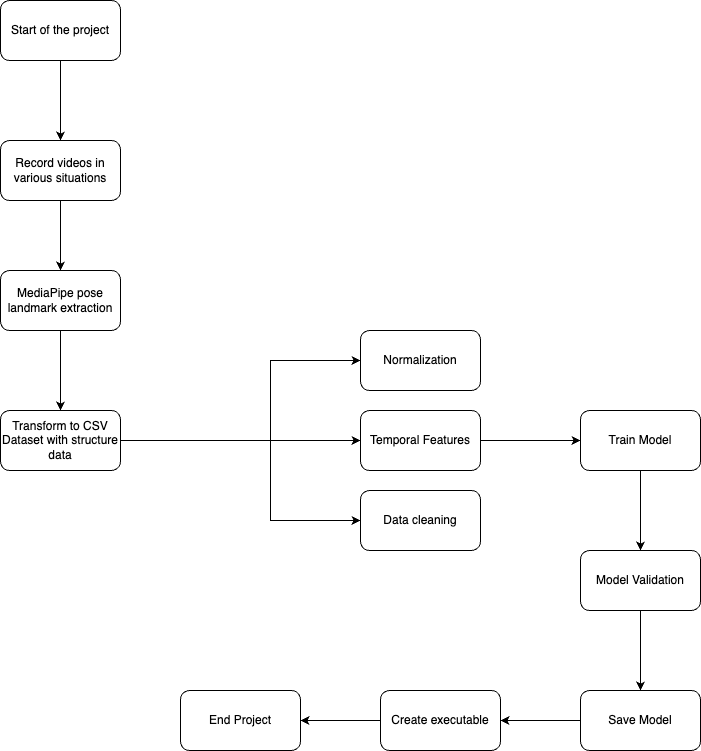 Start of the project
Record videos in
various situations
MediaPipe pose
landmark extraction
Transform to CSV
Dataset with structure
data
Normalization
Temporal Features
Data cleaning
Train Model
Model Validation
Save Model
Create executable
End Project